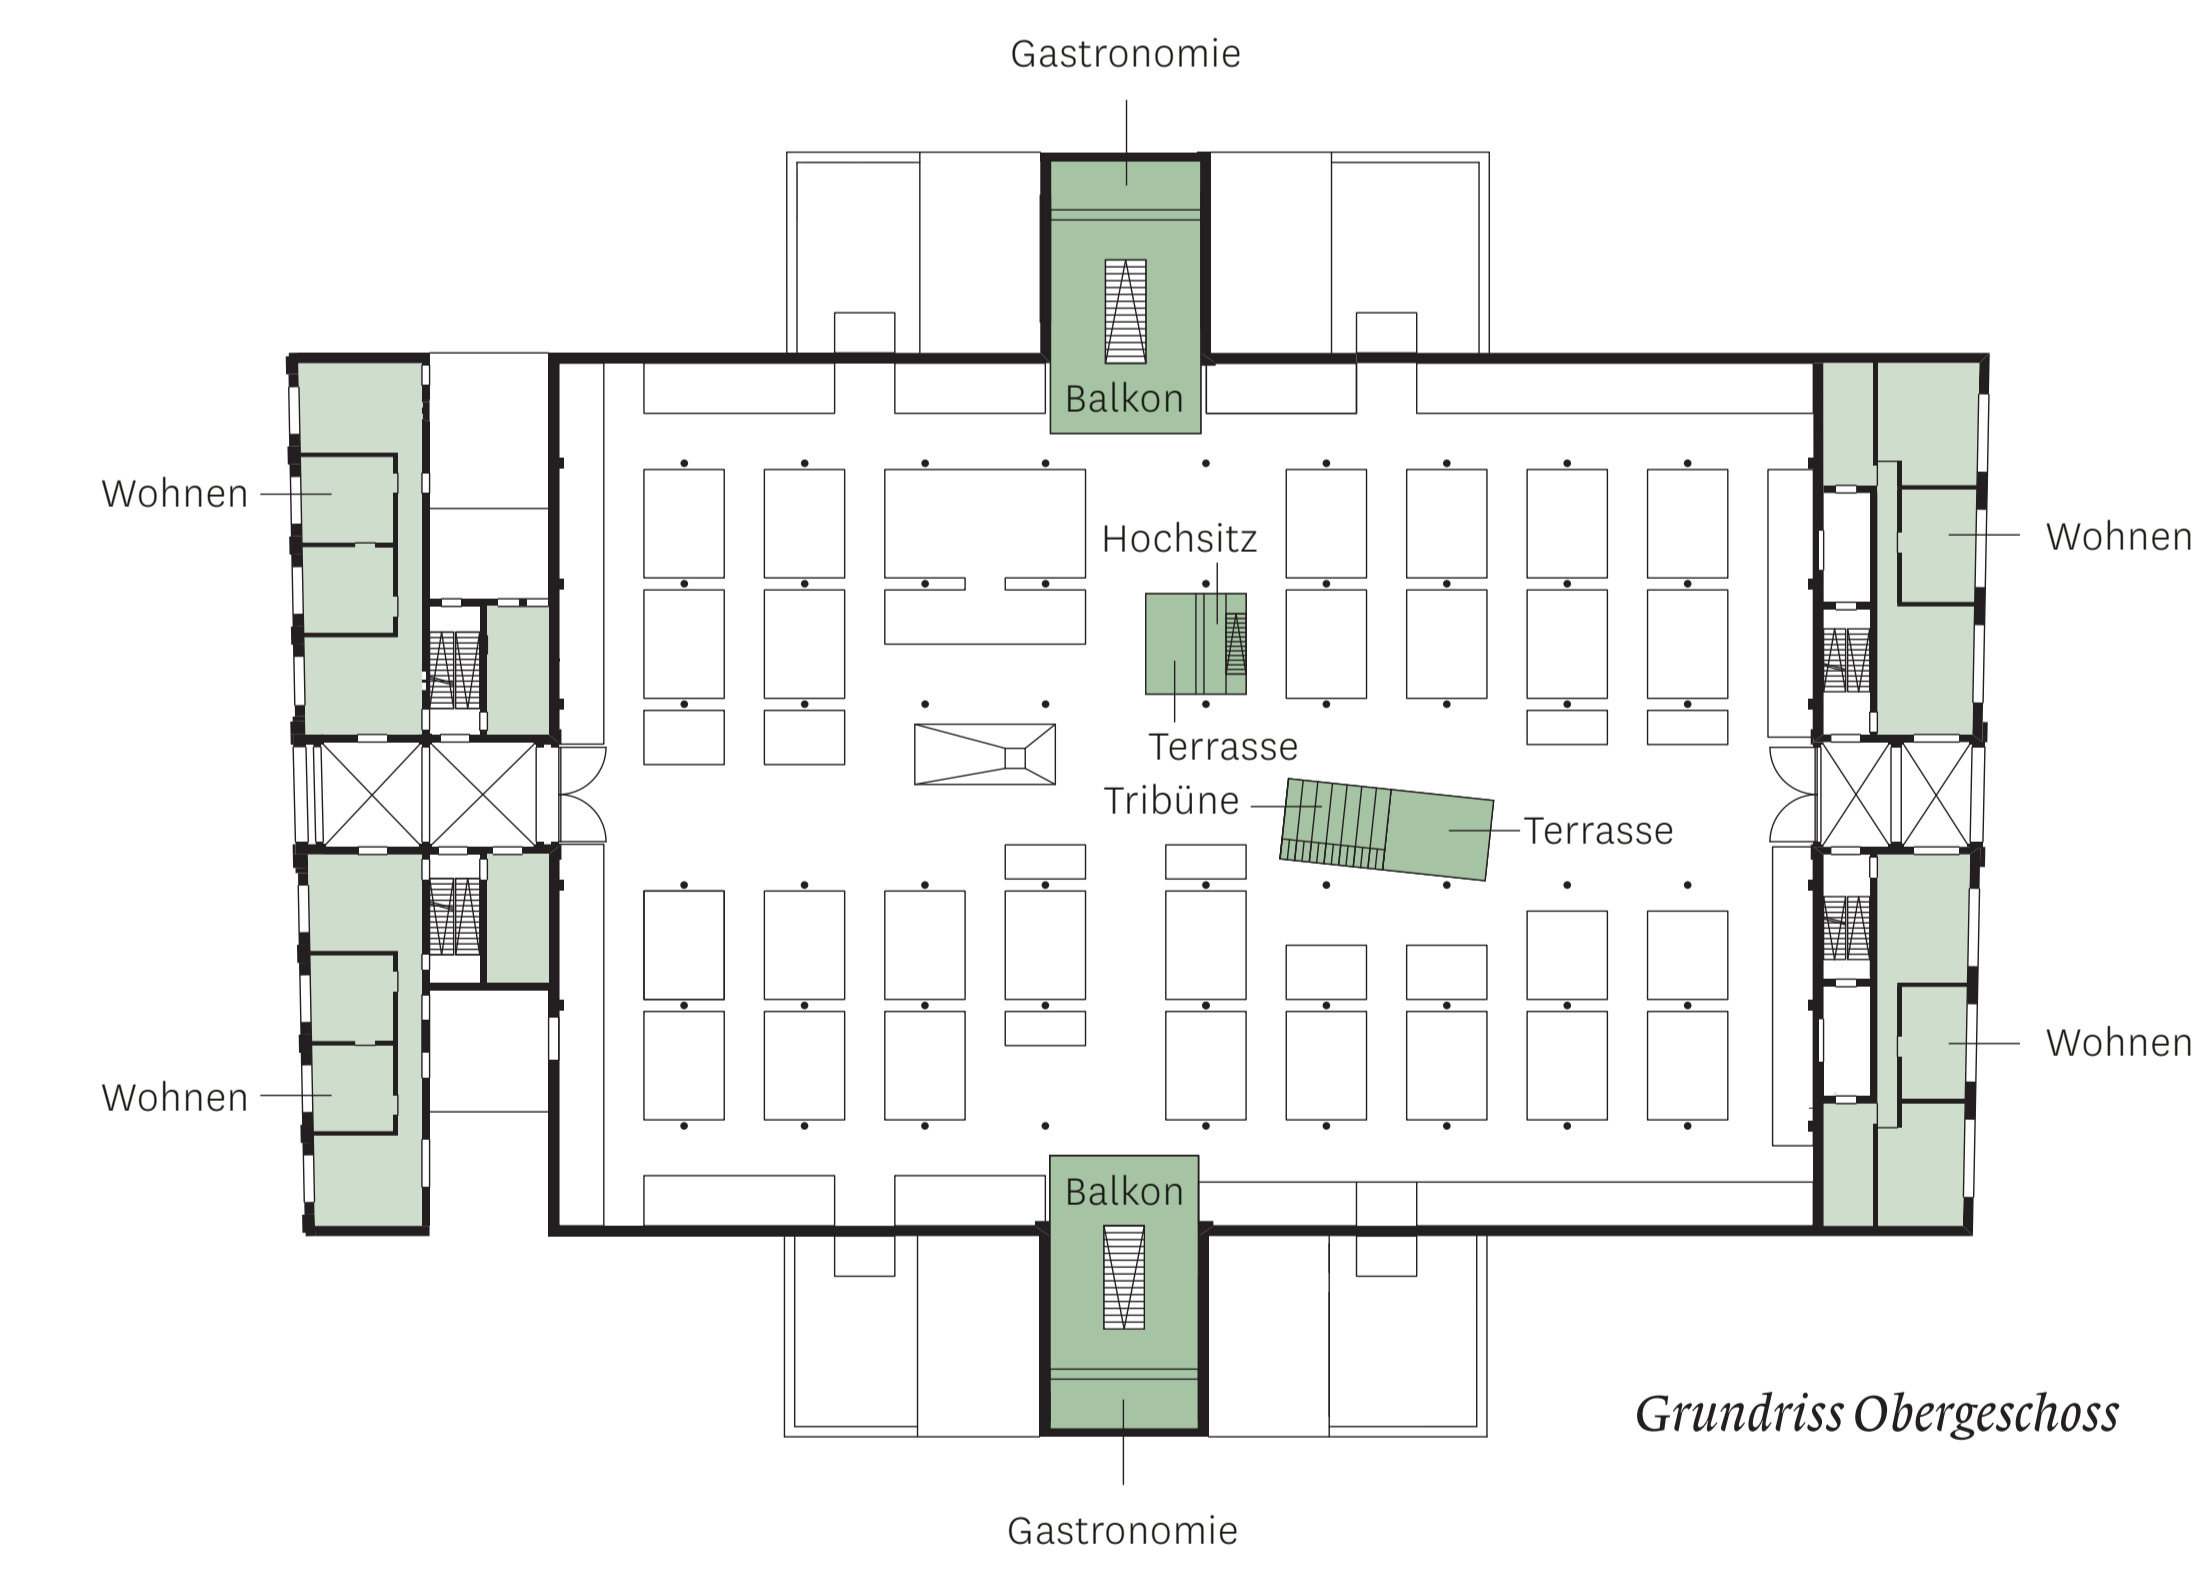 Gastronomie
Balkon
Wohnen
Hochsitz
Wohnen
Terrasse
Tribüne
Terrasse
Wohnen
Wohnen
Balkon
Grundriss Obergeschoss
Gastronomie